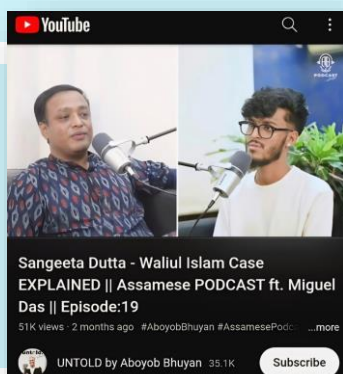 YouTube
PODCAST
Sangeeta Dutta - Waliul Islam Case
EXPLAINED || Assamese PODCAST ft. Miguel
Das || Episode:19
51K views · 2 months ago #AboyobBhuyan #AssamesePodc ...more
UNTOLD by Aboyob Bhuyan 35.1K Subscribe